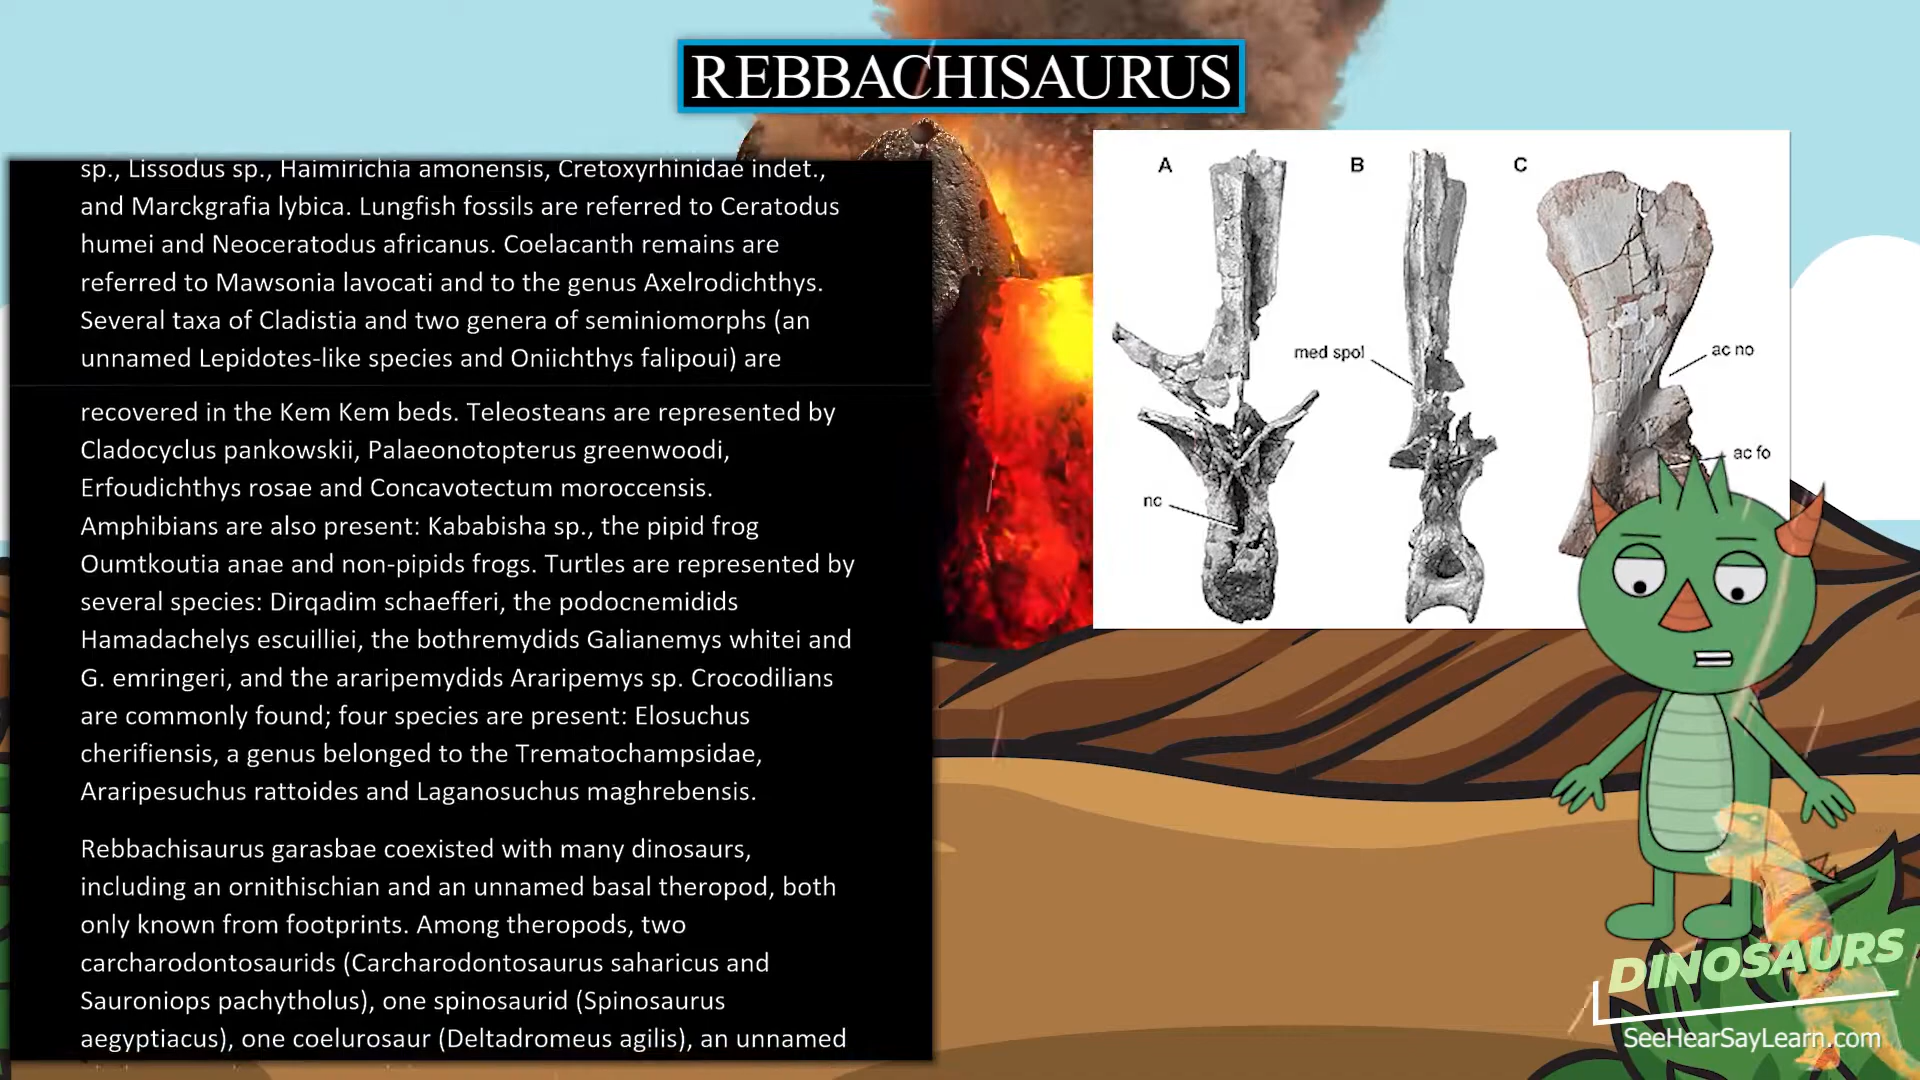 REBBACHISAURUS
sp., Lissodus sp., Haimirichia amonensis, Cretoxyrhinidae indet.,
and Marckgrafia lybica. Lungfish fossils are referred to Ceratodus
humei and Neoceratodus africanus. Coelacanth remains are
referred to Mawsonia lavocati and to the genus Axelrodichthys.
Several taxa of Cladistia and two genera of seminiomorphs (an
unnamed Lepidotes-like species and Oniichthys falipoui) are
recovered in the Kem Kem beds. Teleosteans are represented by
Cladocyclus pankowskii, Palaeonotopterus greenwoodi,
Erfoudichthys rosae and Concavotectum moroccensis.
Amphibians are also present: Kababisha sp., the pipid frog
Oumtkoutia anae and non-pipids frogs. Turtles are represented by
several species: Dirqadim schaefferi, the podocnemidids
Hamadachelys escuilliei, the bothremydids Galianemys whitei and
G. emringeri, and the araripemydids Araripemys sp. Crocodilians
are commonly found; four species are present: Elosuchus
cherifiensis, a genus belonged to the Trematochampsidae,
Araripesuchus rattoides and Laganosuchus maghrebensis.
Rebbachisaurus garasbae coexisted with many dinosaurs,
including an ornithischian and an unnamed basal theropod, both
only known from footprints. Among theropods, two
carcharodontosaurids (Carcharodontosaurus saharicus and
Sauroniops pachytholus), one spinosaurid (Spinosaurus
aegyptiacus), one coelurosaur (Deltadromeus agilis), an unnamed
A B C
med spol
ac no
ac fo
nc
DINOSAURS
SeeHearSayLearn.com